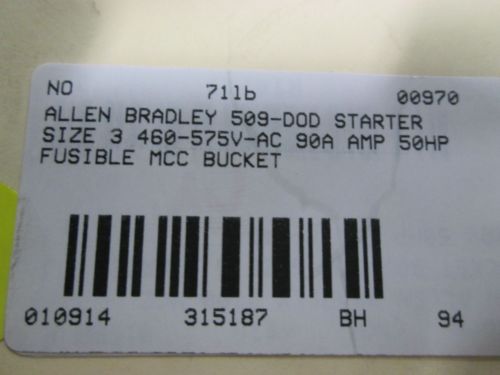 NO 71lb 00970
ALLEN BRADLEY 509-DOD STARTER
SIZE 3 460-575V-AC 90A AMP 50HP
FUSIBLE MCC BUCKET
010914 315187 BH 94